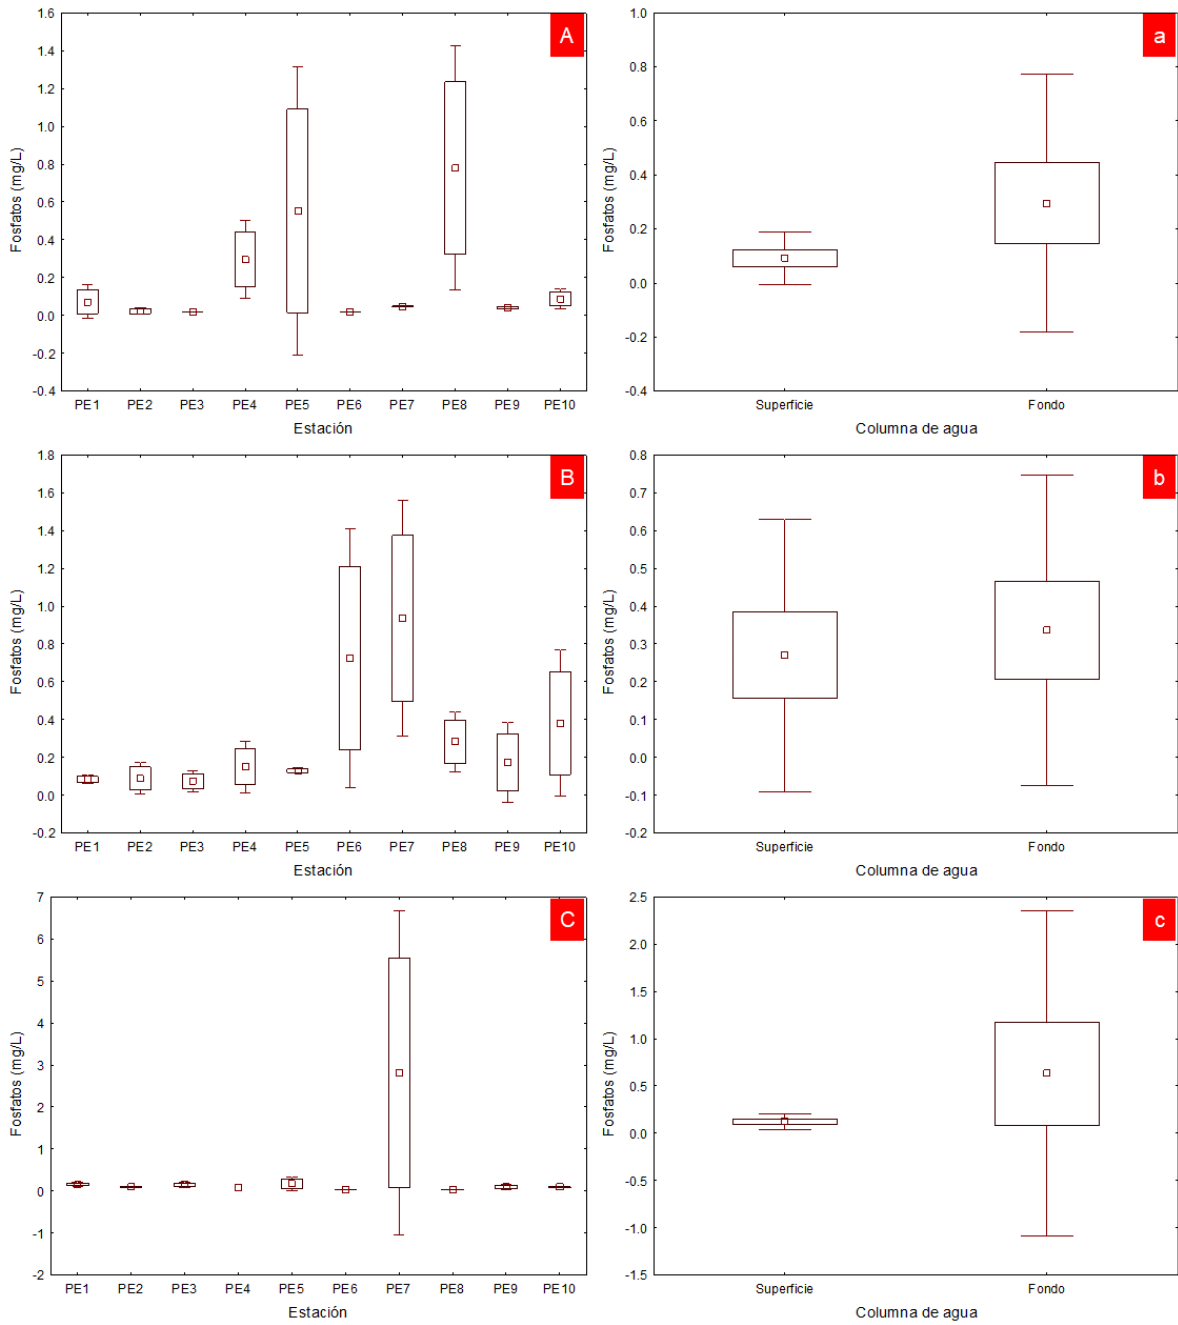 A
Fosfatos (mg/L)
1.6
1.4
1.2
1.0
0.8
0.6
0.4
0.2
0.0
-0.2
-0.4
PE1 PE2 PE3 PE4 PE5 PE6 PE7 PE8 PE9 PE10
Estación
a
Fosfatos (mg/L)
1.0
0.8
0.6
0.4
0.2
0.0
-0.2
-0.4
Superficie Fondo
Columna de agua
B
Fosfatos (mg/L)
1.8
1.6
1.4
1.2
1.0
0.8
0.6
0.4
0.2
0.0
-0.2
PE1 PE2 PE3 PE4 PE5 PE6 PE7 PE8 PE9 PE10
Estación
b
Fosfatos (mg/L)
0.8
0.7
0.6
0.5
0.4
0.3
0.2
0.1
0.0
-0.1
-0.2
Superficie Fondo
Columna de agua
C
Fosfatos (mg/L)
7
6
5
4
3
2
1
0
-1
-2
PE1 PE2 PE3 PE4 PE5 PE6 PE7 PE8 PE9 PE10
Estación
c
Fosfatos (mg/L)
2.5
2.0
1.5
1.0
0.5
0.0
-0.5
-1.0
-1.5
Superficie Fondo
Columna de agua